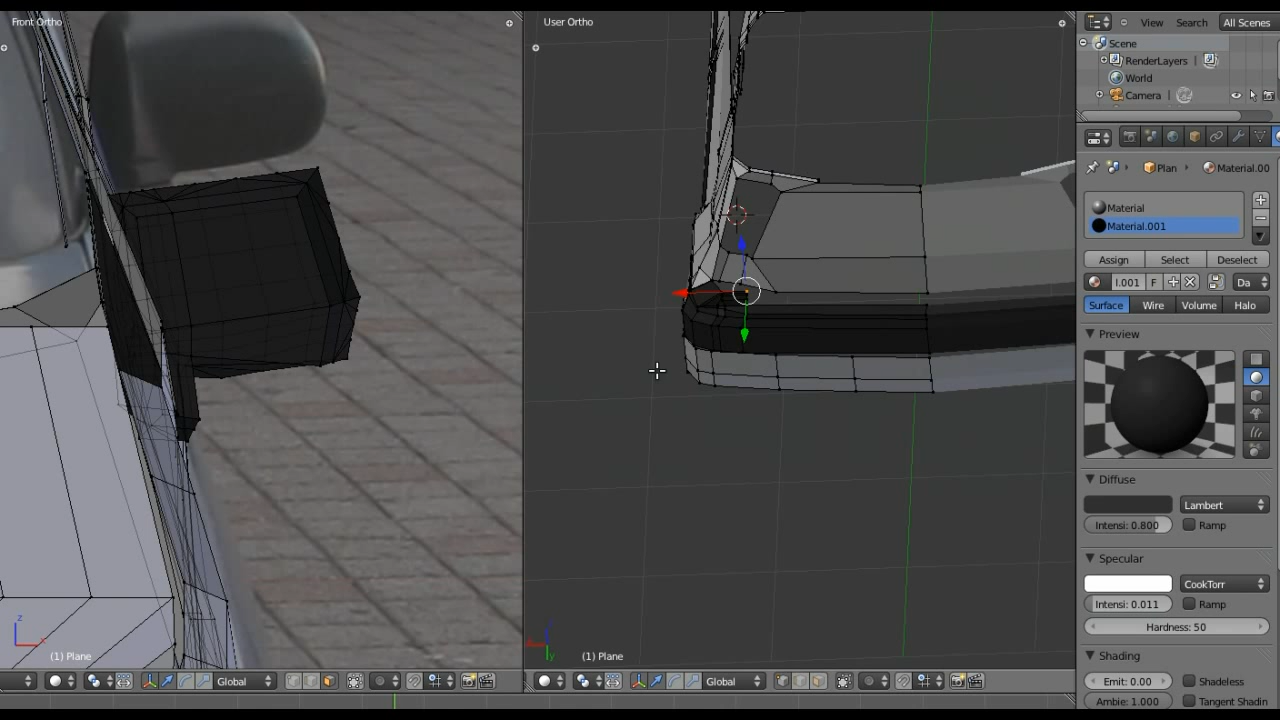 Front Ortho
User Ortho
View Search All Scenes
Scene
RenderLayers
World
Camera
Plan Material.00
Material
Material.001
Assign Select Deselect
I.001 F Da
Surface Wire Volume Halo
Preview
Diffuse
Lambert
Intensi: 0.800 Ramp
Specular
CookTorr
Intensi: 0.011 Ramp
Hardness: 50
Shading
Emit: 0.00 Shadeless
Ambie: 1.000 Tangent Shadin
z
x
(1) Plane
y
(1) Plane
Global
Global